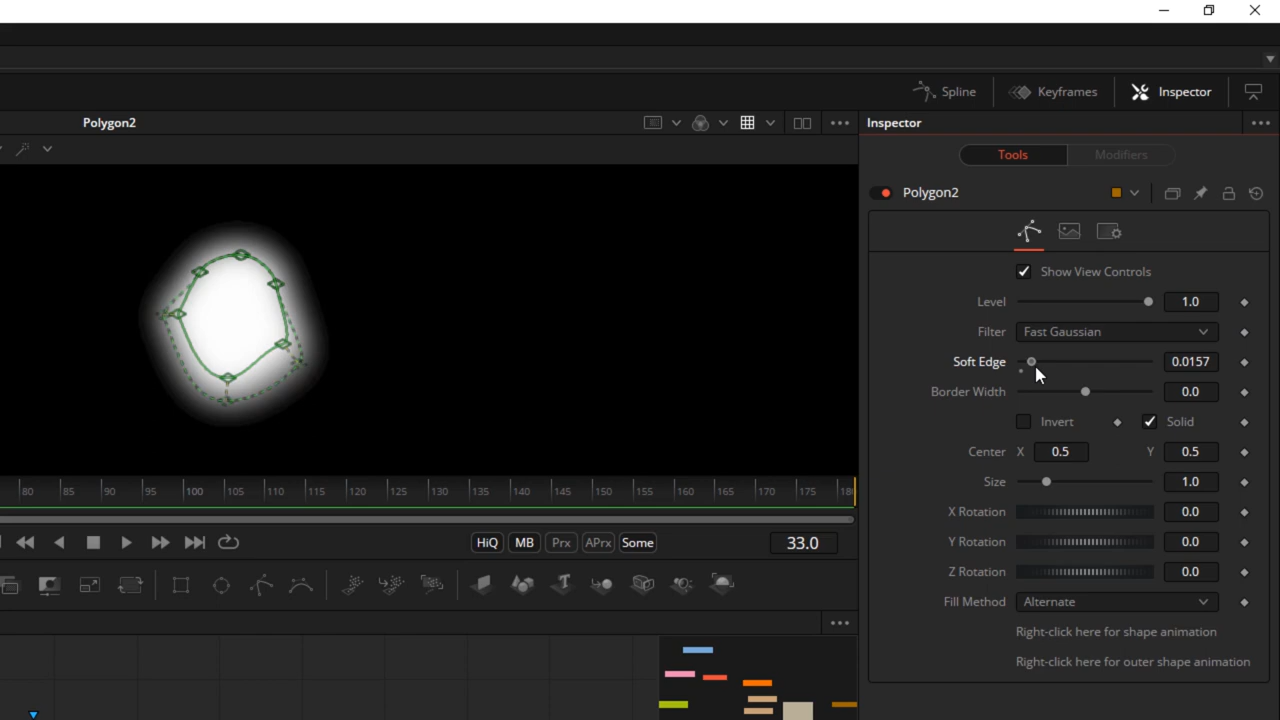 Spline Keyframes Inspector
Polygon2 Inspector
Tools Modifiers
Polygon2
Show View Controls
Level 1.0
Filter Fast Gaussian
Soft Edge 0.0157
Border Width 0.0
Invert Solid
Center X 0.5 Y 0.5
Size 1.0
X Rotation 0.0
Y Rotation 0.0
Z Rotation 0.0
Fill Method Alternate
Right-click here for shape animation
Right-click here for outer shape animation
80 85 90 95 100 105 110 115 120 125 130 135 140 145 150 155 160 165 170 175
HiQ MB Prx APrx Some 33.0